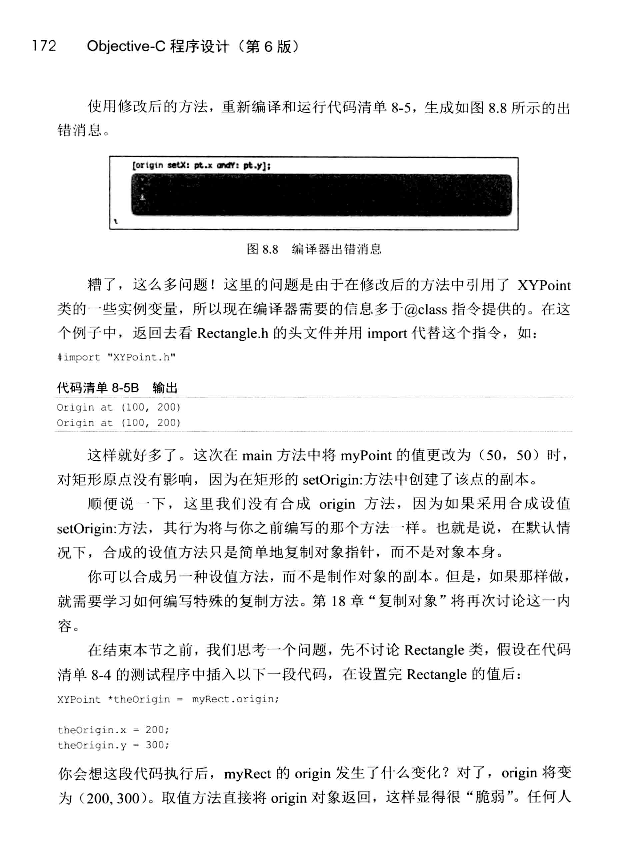 172 Objective-C 程序设计（第 6 版）
使用修改后的方法，重新编译和运行代码清单 8-5，生成如图 8.8 所示的出
错消息。
[origin setX: pt.x andY: pt.y];
图 8.8 编译器出错消息
糟了，这么多问题！这里的问题是由于在修改后的方法中引用了 XYPoint
类的一些实例变量，所以现在编译器需要的信息多于@class 指令提供的。在这
个例子中，返回去看 Rectangle.h 的头文件并用 import 代替这个指令，如：
#import "XYPoint.h"
代码清单 8-5B 输出
Origin at (100, 200)
Origin at (100, 200)
这样就好多了。这次在 main 方法中将 myPoint 的值更改为（50，50）时，
对矩形原点没有影响，因为在矩形的 setOrigin:方法中创建了该点的副本。
顺便说一下，这里我们没有合成 origin 方法，因为如果采用合成设值
setOrigin:方法，其行为将与你之前编写的那个方法一样。也就是说，在默认情
况下，合成的设值方法只是简单地复制对象指针，而不是对象本身。
你可以合成另一种设值方法，而不是制作对象的副本。但是，如果那样做，
就需要学习如何编写特殊的复制方法。第 18 章“复制对象”将再次讨论这一内
容。
在结束本节之前，我们思考一个问题，先不讨论 Rectangle 类，假设在代码
清单 8-4 的测试程序中插入以下一段代码，在设置完 Rectangle 的值后：
XYPoint *theOrigin = myRect.origin;
theOrigin.x = 200;
theOrigin.y = 300;
你会想这段代码执行后，myRect 的 origin 发生了什么变化？对了，origin 将变
为（200, 300）。取值方法直接将 origin 对象返回，这样显得很“脆弱”。任何人